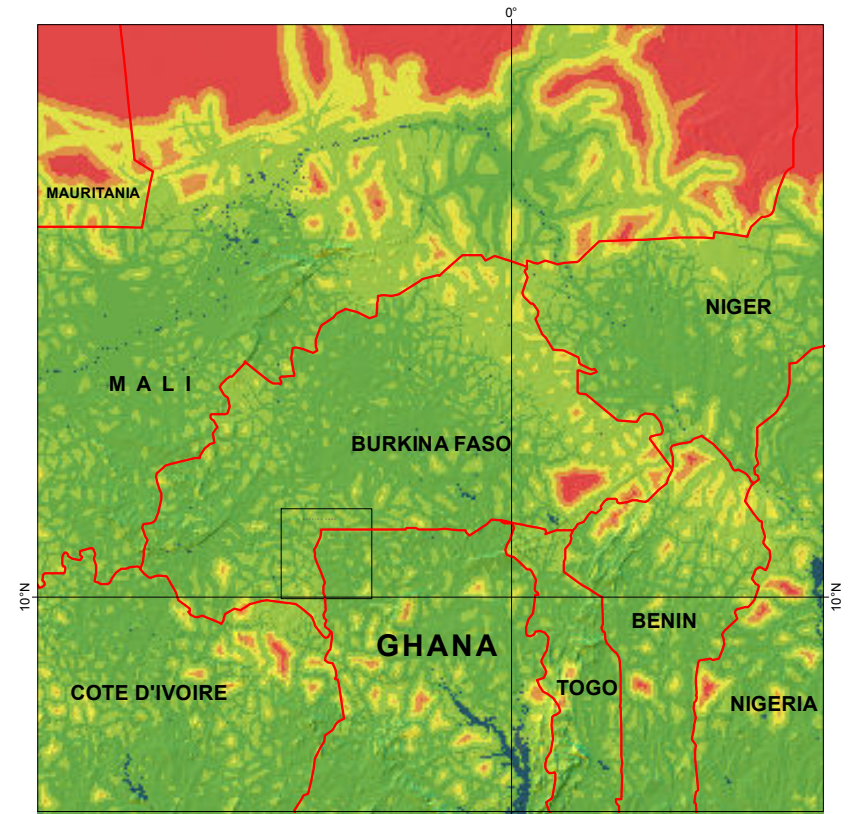 0°
MAURITANIA
NIGER
M A L I
BURKINA FASO
10°N
10°N
BENIN
GHANA
TOGO
COTE D'IVOIRE
NIGERIA